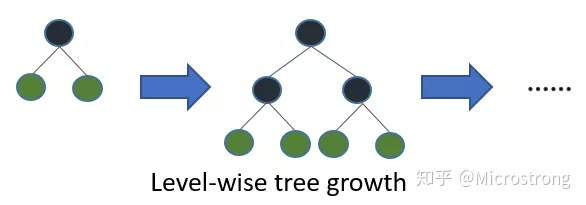 ......
Level-wise tree growth
知乎 @Microstrong